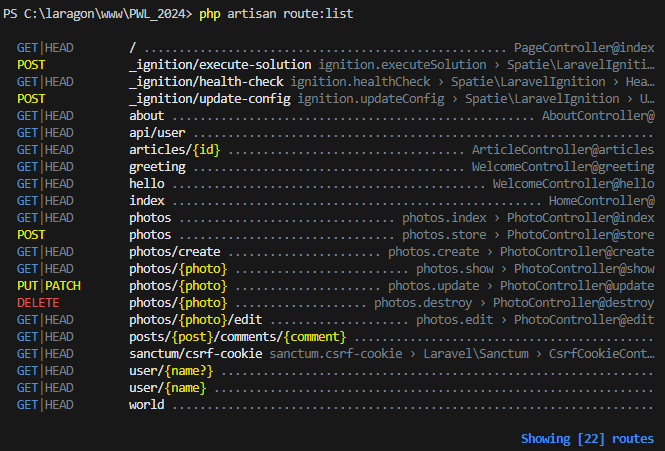 PS C:\laragon\www\PWL_2024> php artisan route:list
GET|HEAD / .................................................... PageController@index
POST _ignition/execute-solution ignition.executeSolution › Spatie\LaravelIgniti…
GET|HEAD _ignition/health-check ignition.healthCheck › Spatie\LaravelIgnition › Hea…
POST _ignition/update-config ignition.updateConfig › Spatie\LaravelIgnition › U…
GET|HEAD about .................................................... AboutController@
GET|HEAD api/user ..................................................................
GET|HEAD articles/{id} .................................. ArticleController@articles
GET|HEAD greeting ........................................ WelcomeController@greeting
GET|HEAD hello ............................................. WelcomeController@hello
GET|HEAD index ..................................................... HomeController@
GET|HEAD photos ................................ photos.index › PhotoController@index
POST photos ............................... photos.store › PhotoController@store
GET|HEAD photos/create ....................... photos.create › PhotoController@create
GET|HEAD photos/{photo} ......................... photos.show › PhotoController@show
PUT|PATCH photos/{photo} ...................... photos.update › PhotoController@update
DELETE photos/{photo} .................... photos.destroy › PhotoController@destroy
GET|HEAD photos/{photo}/edit .................... photos.edit › PhotoController@edit
GET|HEAD posts/{post}/comments/{comment} ...........................................
GET|HEAD sanctum/csrf-cookie sanctum.csrf-cookie › Laravel\Sanctum › CsrfCookieCont…
GET|HEAD user/{name?} ..............................................................
GET|HEAD user/{name} ...............................................................
GET|HEAD world .....................................................................
Showing [22] routes